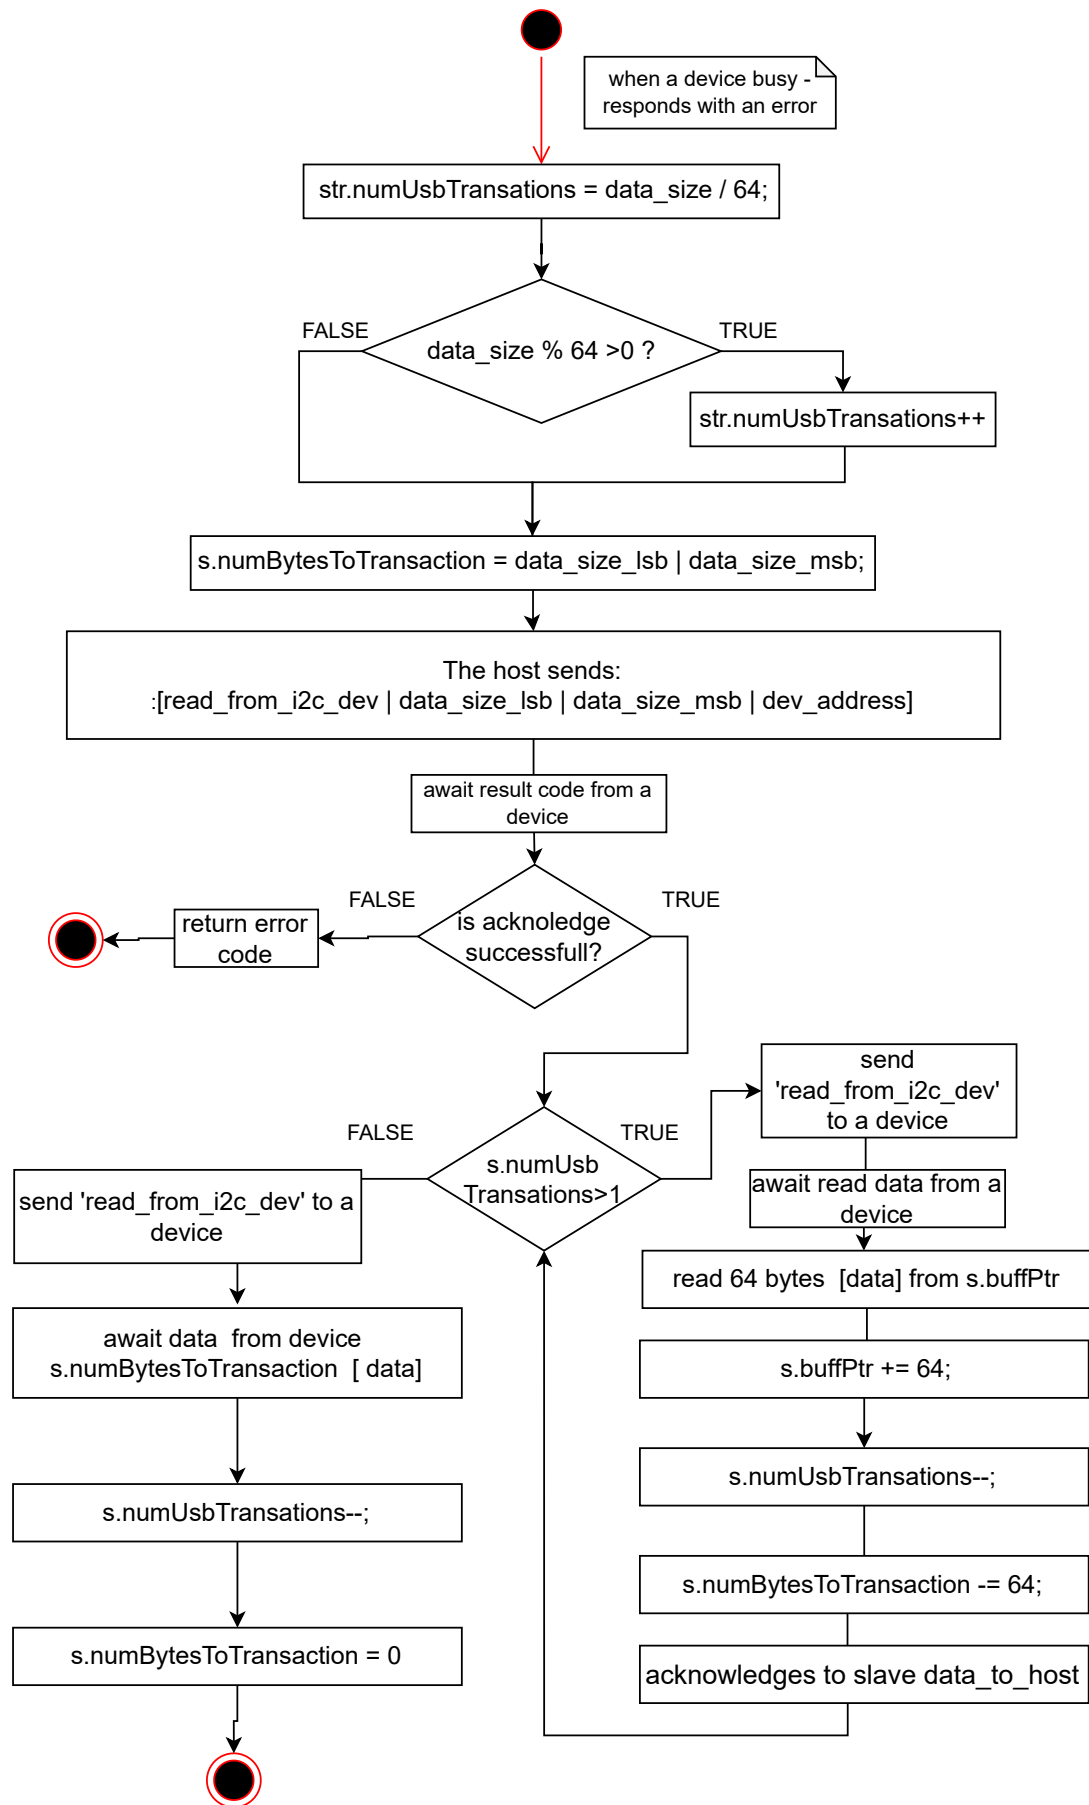 when a device busy -
responds with an error
str.numUsbTransations = data_size / 64;
FALSE
TRUE
data_size % 64 >0 ?
str.numUsbTransations++
s.numBytesToTransaction = data_size_lsb | data_size_msb;
The host sends:
:[read_from_i2c_dev | data_size_lsb | data_size_msb | dev_address]
await result code from a
device
FALSE
TRUE
is acknoledge
successfull?
return error
code
send
'read_from_i2c_dev'
to a device
FALSE
TRUE
s.numUsb
Transations>1
send 'read_from_i2c_dev' to a
device
await read data from a
device
read 64 bytes  [data] from s.buffPtr
await data  from device
s.numBytesToTransaction  [ data]
s.buffPtr += 64;
s.numUsbTransations--;
s.numUsbTransations--;
s.numBytesToTransaction -= 64;
s.numBytesToTransaction = 0
acknowledges to slave data_to_host